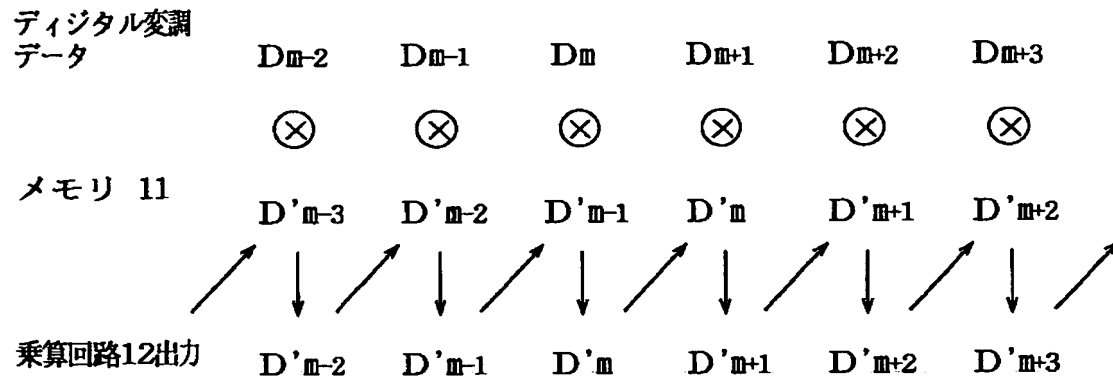 ディジタル変調
データ Dm-2 Dm-1 Dm Dm+1 Dm+2 Dm+3
メモリ 11 D'm-3 D'm-2 D'm-1 D'm D'm+1 D'm+2
乗算回路12出力 D'm-2 D'm-1 D'm D'm+1 D'm+2 D'm+3